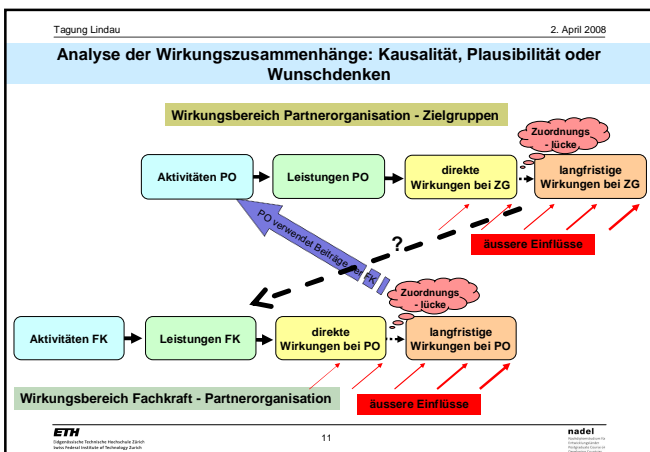 Tagung Lindau
2. April 2008
Analyse der Wirkungszusammenhänge: Kausalität, Plausibilität oder
Wunschdenken
Wirkungsbereich Partnerorganisation - Zielgruppen
Zuordnungs
- lücke
Aktivitäten PO
Leistungen PO
direkte
Wirkungen bei ZG
langfristige
Wirkungen bei ZG
PO verwendet Beiträge der FK
?
äussere Einflüsse
Zuordnungs
- lücke
Aktivitäten FK
Leistungen FK
direkte
Wirkungen bei PO
langfristige
Wirkungen bei PO
Wirkungsbereich Fachkraft - Partnerorganisation
äussere Einflüsse
ETH
Eidgenössische Technische Hochschule Zürich
Swiss Federal Institute of Technology Zurich
11
nadel